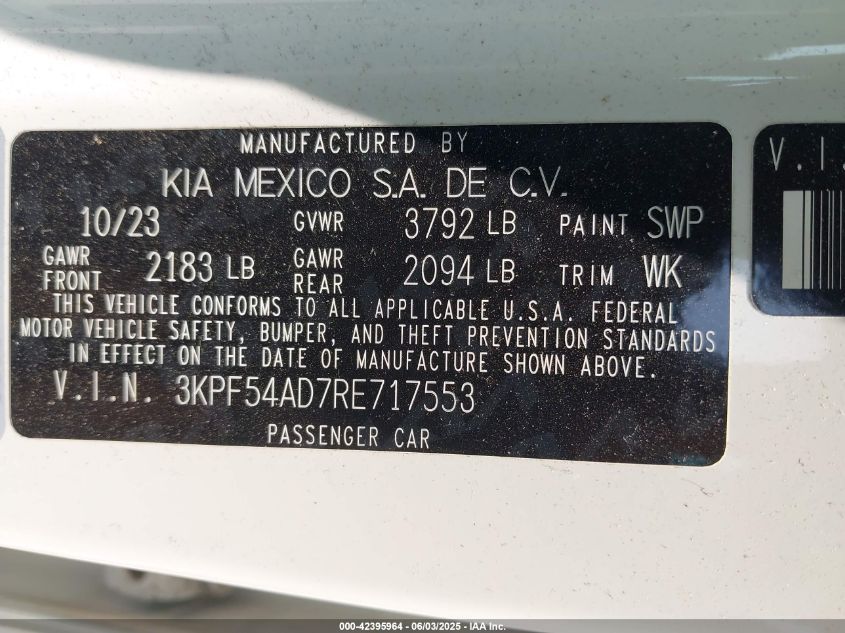 MANUFACTURED BY
KIA MEXICO S.A. DE C.V.
10/23 GVWR 3792 LB PAINT SWP
GAWR FRONT 2183 LB GAWR REAR 2094 LB TRIM WK
THIS VEHICLE CONFORMS TO ALL APPLICABLE U.S.A. FEDERAL
MOTOR VEHICLE SAFETY, BUMPER, AND THEFT PREVENTION STANDARDS
IN EFFECT ON THE DATE OF MANUFACTURE SHOWN ABOVE.
V.I.N. 3KPF54AD7RE717553
PASSENGER CAR
V.I.
000-42395964 - 06/03/2025 - IAA Inc.